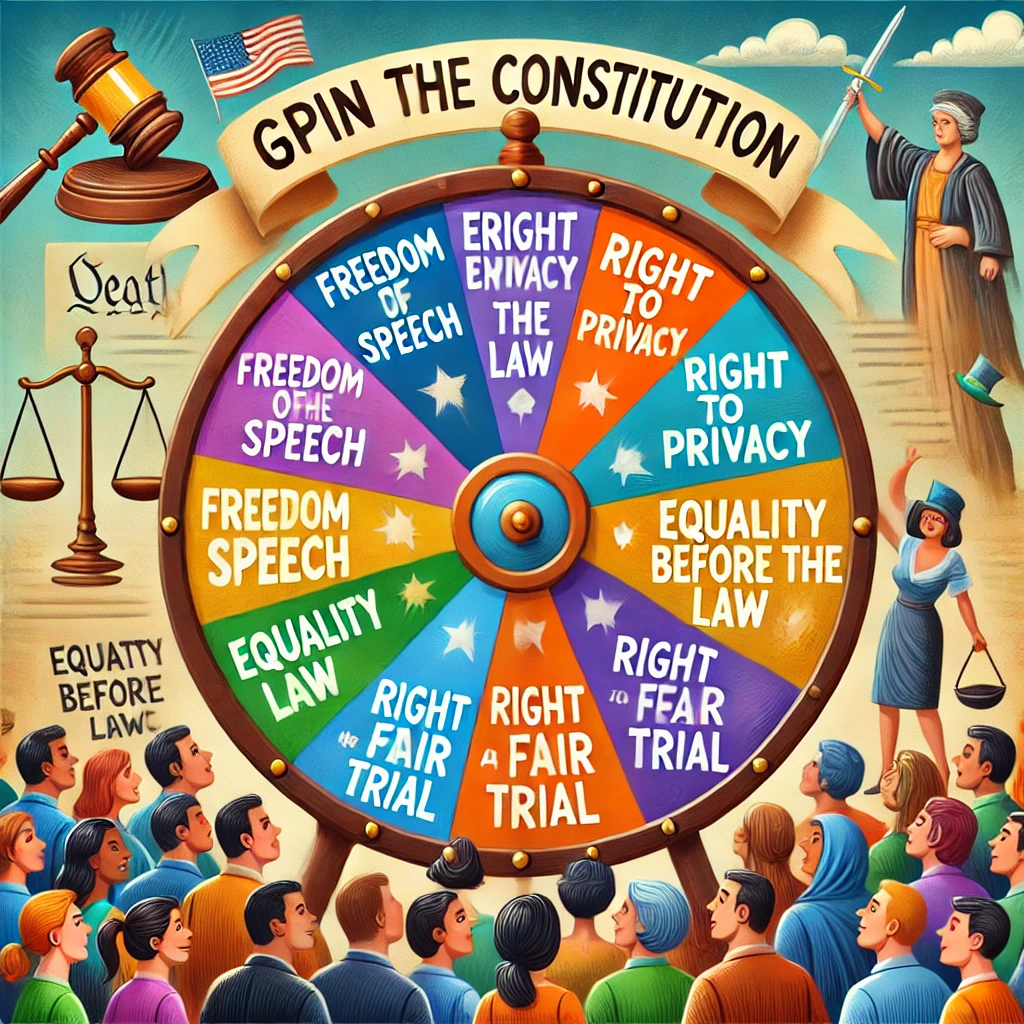 GPIN THE CONSTITUTION
FREEDOM
OF
SPEECH
ERIGHT
ENIVACY
THE
LAW
RIGHT
TO
PRIVACY
RIGHT
TO
PRIVACY
EQUALITY
BEFORE THE
LAW
RIGHT
TO FEAR
TRIAL
RIGHT
A FAIR
TRIAL
RIGHT
FAIR
TRIAL
EQUALITY
LAW
FREEDOM
SPEECH
FREEDOM
OFHE
SPEECH
EQUATTY
BEFORE
LAWC